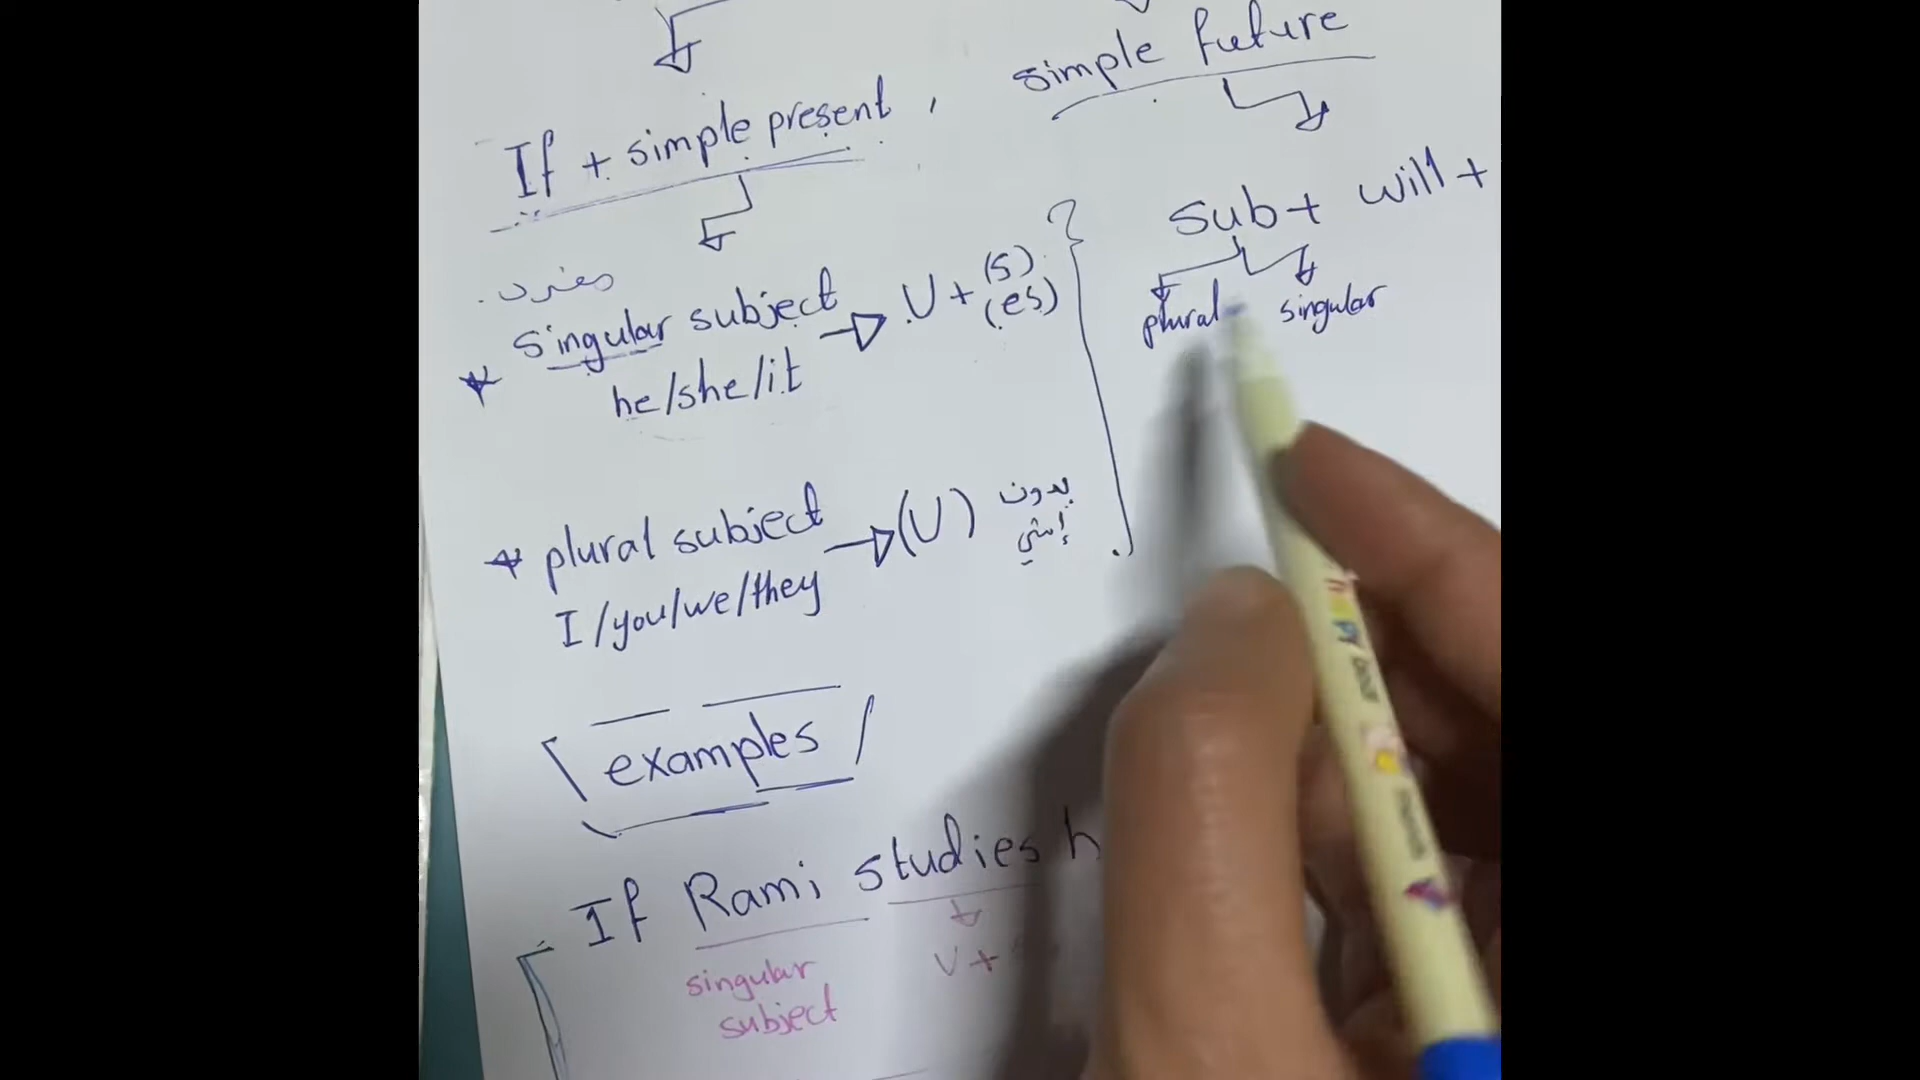 If + simple present , simple future
مفرد
singular subject → V + (s) (es)
he/she/it
Sub + will +
plural singular
plural subject → (V) بدون إشي
I/you/we/they
examples
If Rami studies h
singular subject
V +